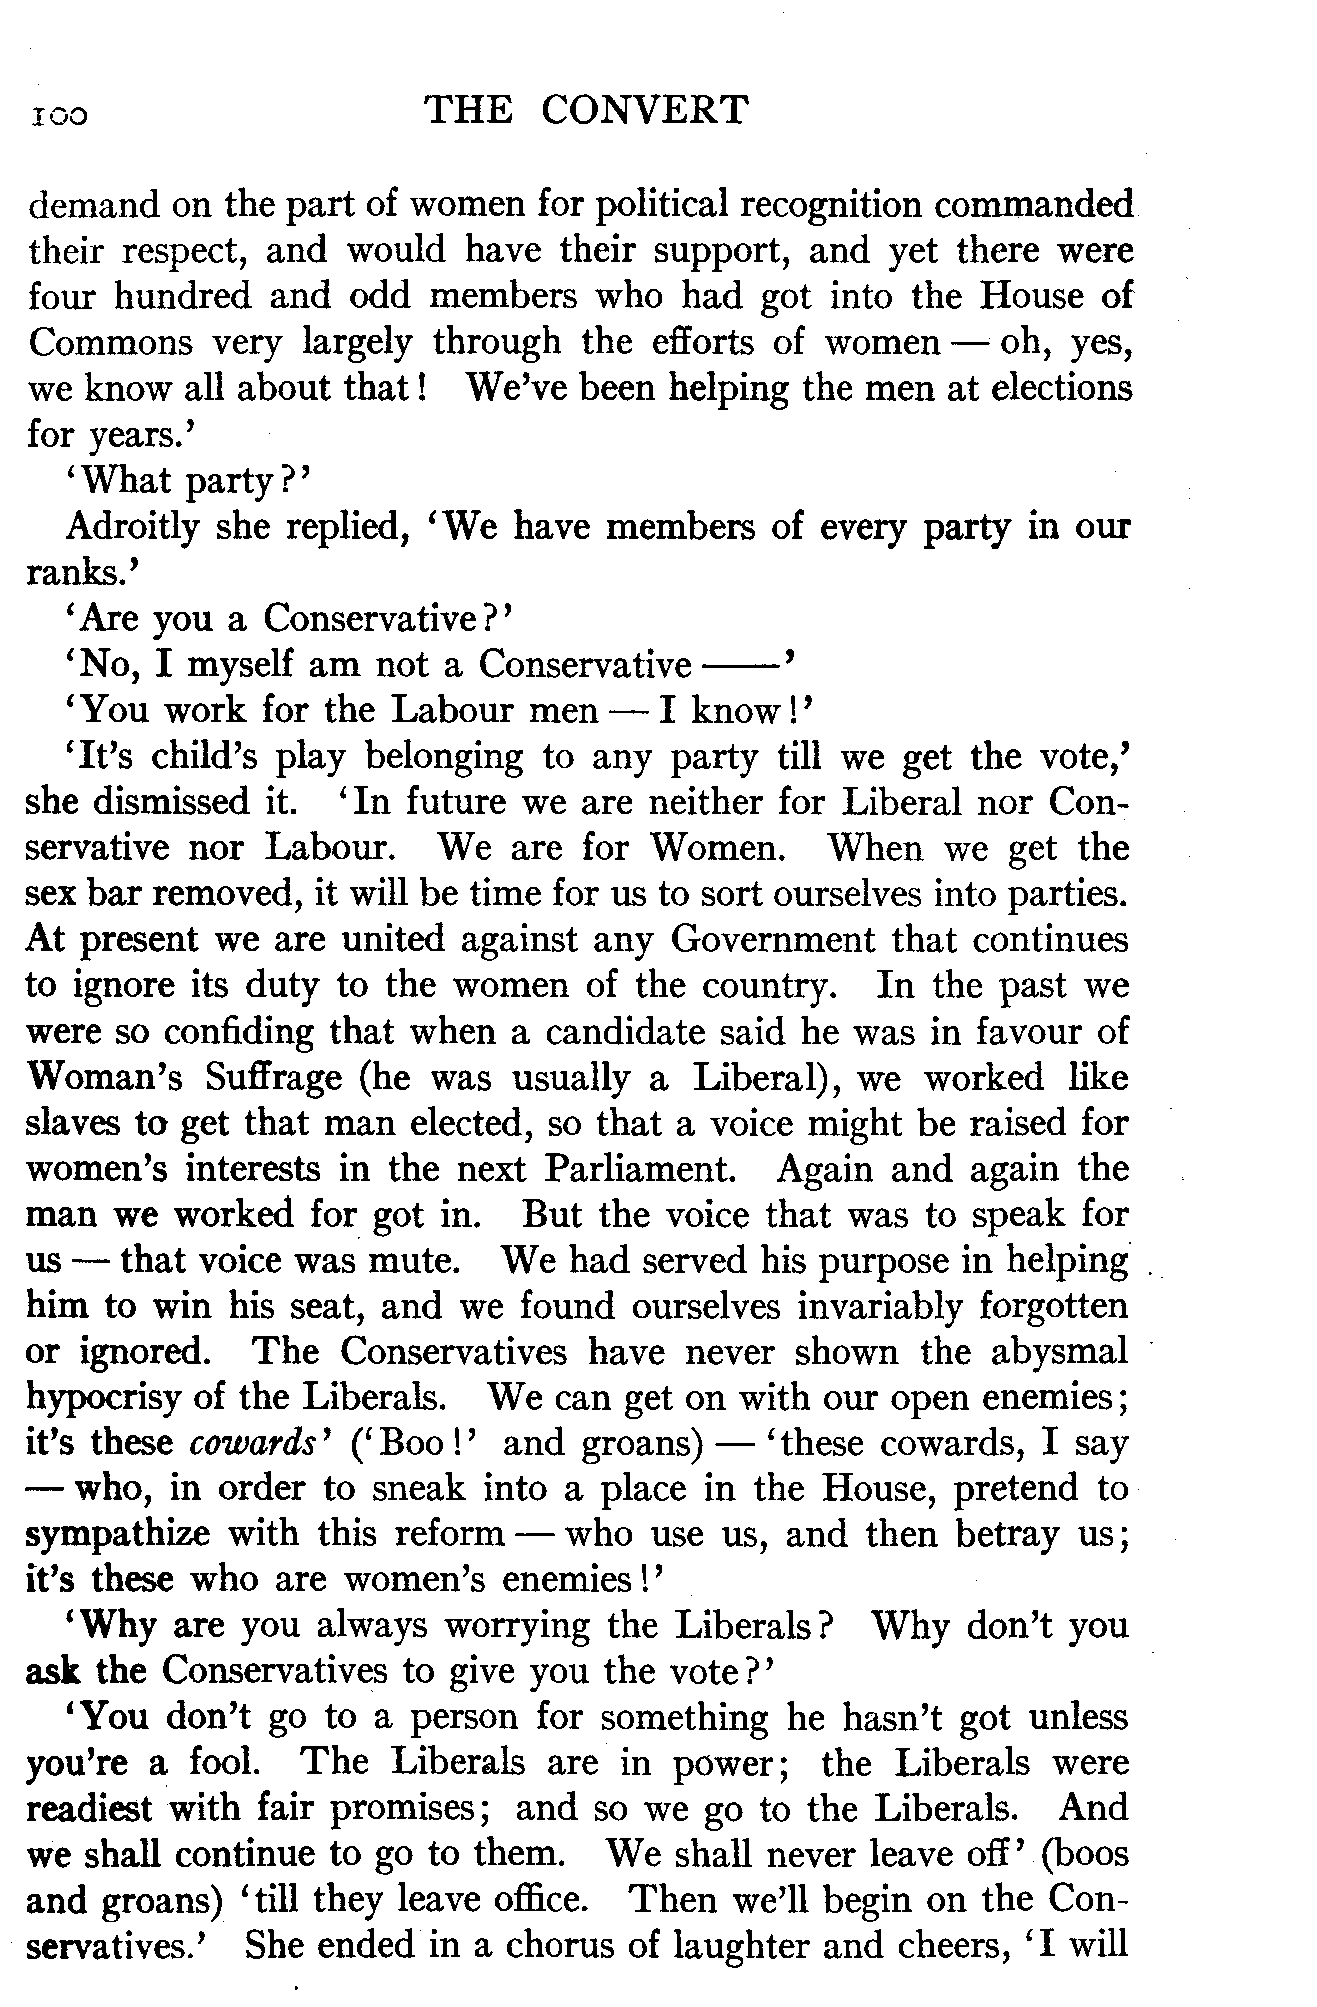 100 THE CONVERT
demand on the part of women for political recognition commanded
their respect, and would have their support, and yet there were
four hundred and odd members who had got into the House of
Commons very largely through the efforts of women — oh, yes,
we know all about that! We've been helping the men at elections
for years.'
'What party?'
Adroitly she replied, 'We have members of every party in our
ranks.'
'Are you a Conservative?'
'No, I myself am not a Conservative ——'
'You work for the Labour men — I know!'
'It's child's play belonging to any party till we get the vote,'
she dismissed it. 'In future we are neither for Liberal nor Con-
servative nor Labour. We are for Women. When we get the
sex bar removed, it will be time for us to sort ourselves into parties.
At present we are united against any Government that continues
to ignore its duty to the women of the country. In the past we
were so confiding that when a candidate said he was in favour of
Woman's Suffrage (he was usually a Liberal), we worked like
slaves to get that man elected, so that a voice might be raised for
women's interests in the next Parliament. Again and again the
man we worked for got in. But the voice that was to speak for
us — that voice was mute. We had served his purpose in helping
him to win his seat, and we found ourselves invariably forgotten
or ignored. The Conservatives have never shown the abysmal
hypocrisy of the Liberals. We can get on with our open enemies;
it's these cowards' ('Boo!' and groans) — 'these cowards, I say
— who, in order to sneak into a place in the House, pretend to
sympathize with this reform — who use us, and then betray us;
it's these who are women's enemies!'
'Why are you always worrying the Liberals? Why don't you
ask the Conservatives to give you the vote?'
'You don't go to a person for something he hasn't got unless
you're a fool. The Liberals are in power; the Liberals were
readiest with fair promises; and so we go to the Liberals. And
we shall continue to go to them. We shall never leave off' (boos
and groans) 'till they leave office. Then we'll begin on the Con-
servatives.' She ended in a chorus of laughter and cheers, 'I will